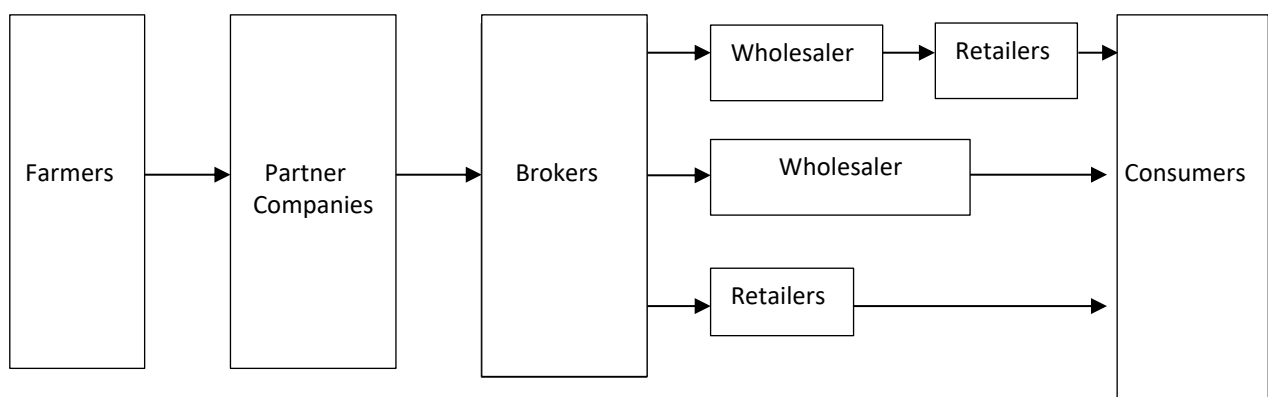 Wholesaler
Retailers
Farmers
Partner
Companies
Brokers
Wholesaler
Consumers
Retailers